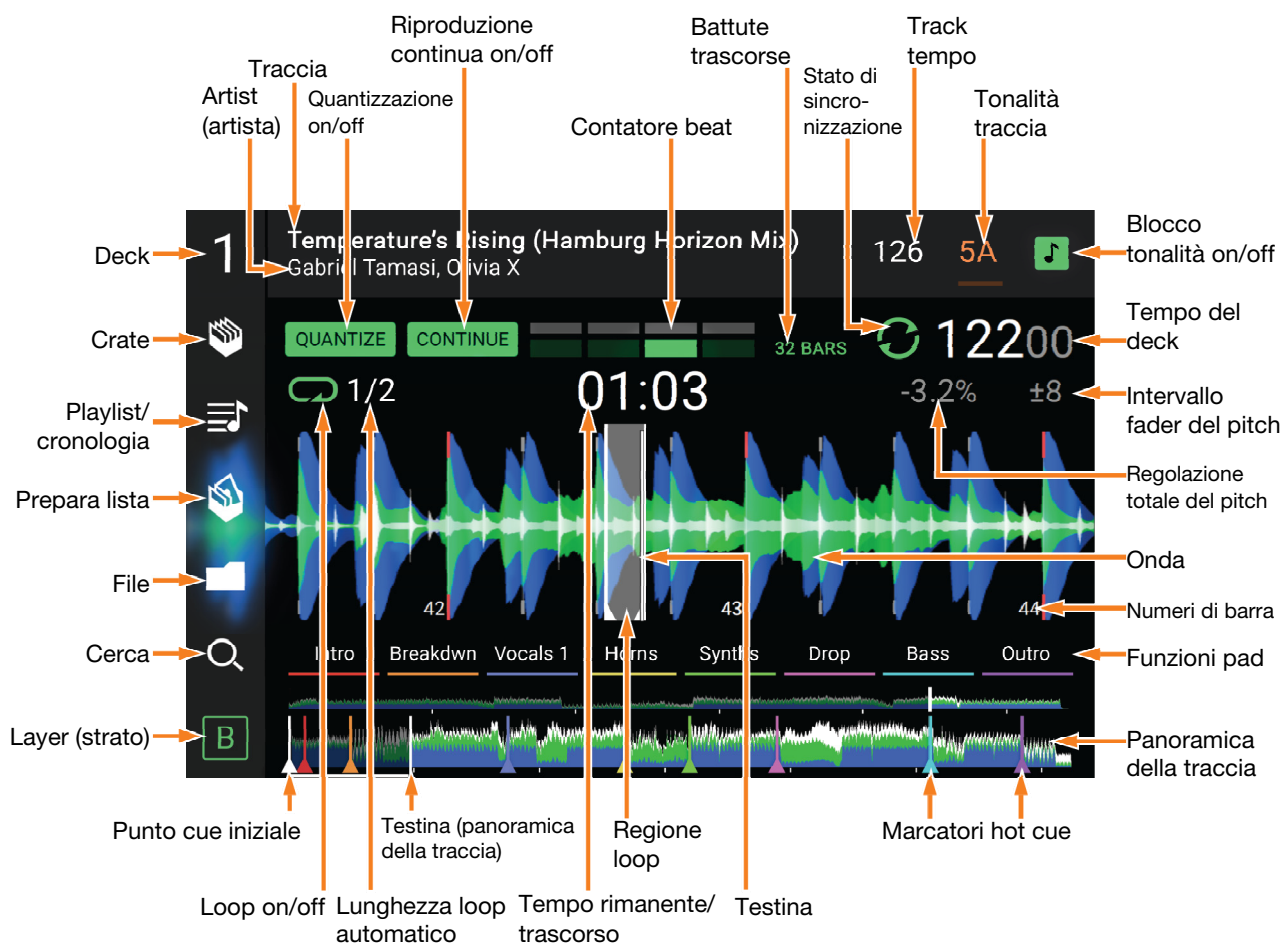 Riproduzione
continua on/off
Battute
trascorse
Track
tempo
Traccia
Artist
(artista)
Quantizzazione
on/off
Contatore beat
Stato di
sincro-
nizzazione
Tonalità
traccia
Deck
1
Temperature's Rising (Hamburg Horizon Mix)
Gabriel Tamasi, Olivia X
126
5A
Blocco
tonalità on/off
Crate
QUANTIZE
CONTINUE
32 BARS
12200
Tempo del
deck
Playlist/
cronologia
1/2
01:03
-3.2%
±8
Intervallo
fader del pitch
Regolazione
totale del pitch
Prepara lista
Onda
File
42
43
44
Numeri di barra
Cerca
Intro
Breakdwn
Vocals 1
Horns
Synths
Drop
Bass
Outro
Funzioni pad
Layer (strato)
B
Panoramica
della traccia
Punto cue iniziale
Testina (panoramica
della traccia)
Regione
loop
Marcatori hot cue
Loop on/off
Lunghezza loop
automatico
Tempo rimanente/
trascorso
Testina